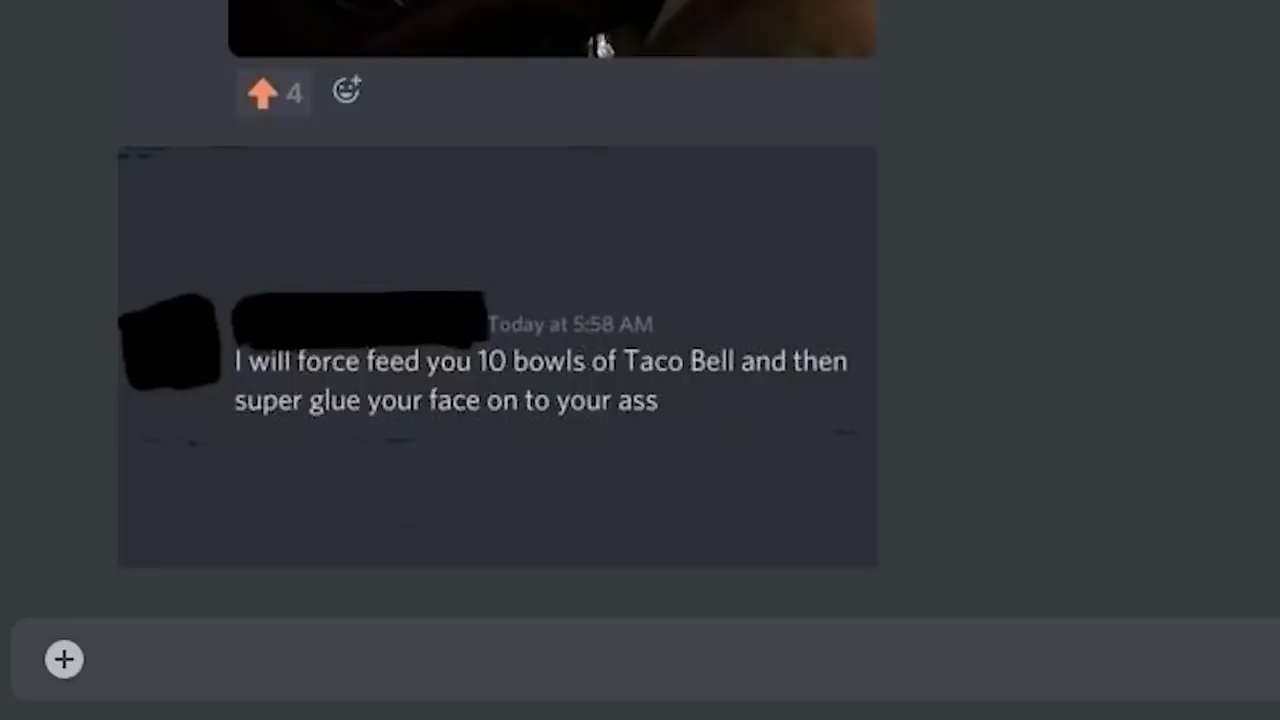 4
Today at 5:58 AM
I will force feed you 10 bowls of Taco Bell and then
super glue your face on to your ass